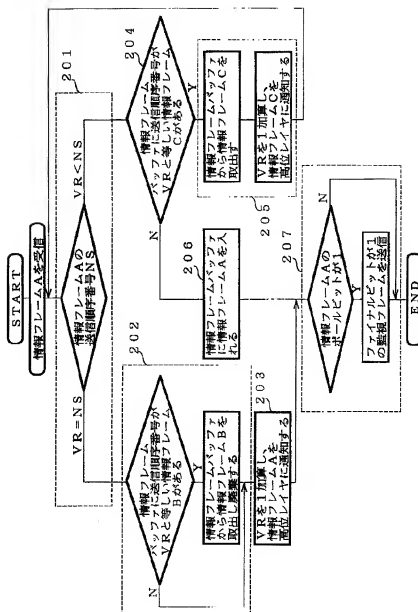 START
情報フレームAを受信
201
情報フレームAの
送信順序番号NS
VR=NS
VR<NS
202
情報フレーム
バッファに送信順序番号が
VRと等しい情報フレーム
Bがある
N
Y
情報フレームバッファ
から情報フレームBを
取出し廃棄する
203
VRを1加算し、
情報フレームAを
高位レイヤに通知する
204
情報フレーム
バッファに送信順序番号が
VRと等しい情報フレーム
Cがある
N
Y
情報フレームバッファ
から情報フレームCを
取出す
VRを1加算し、
情報フレームCを
高位レイヤに通知する
205
206
情報フレームバッファ
に情報フレームAを入
れる
207
情報フレームAの
ポールビットが1
N
Y
ファイナルビットが1
の監視フレームを送信
END